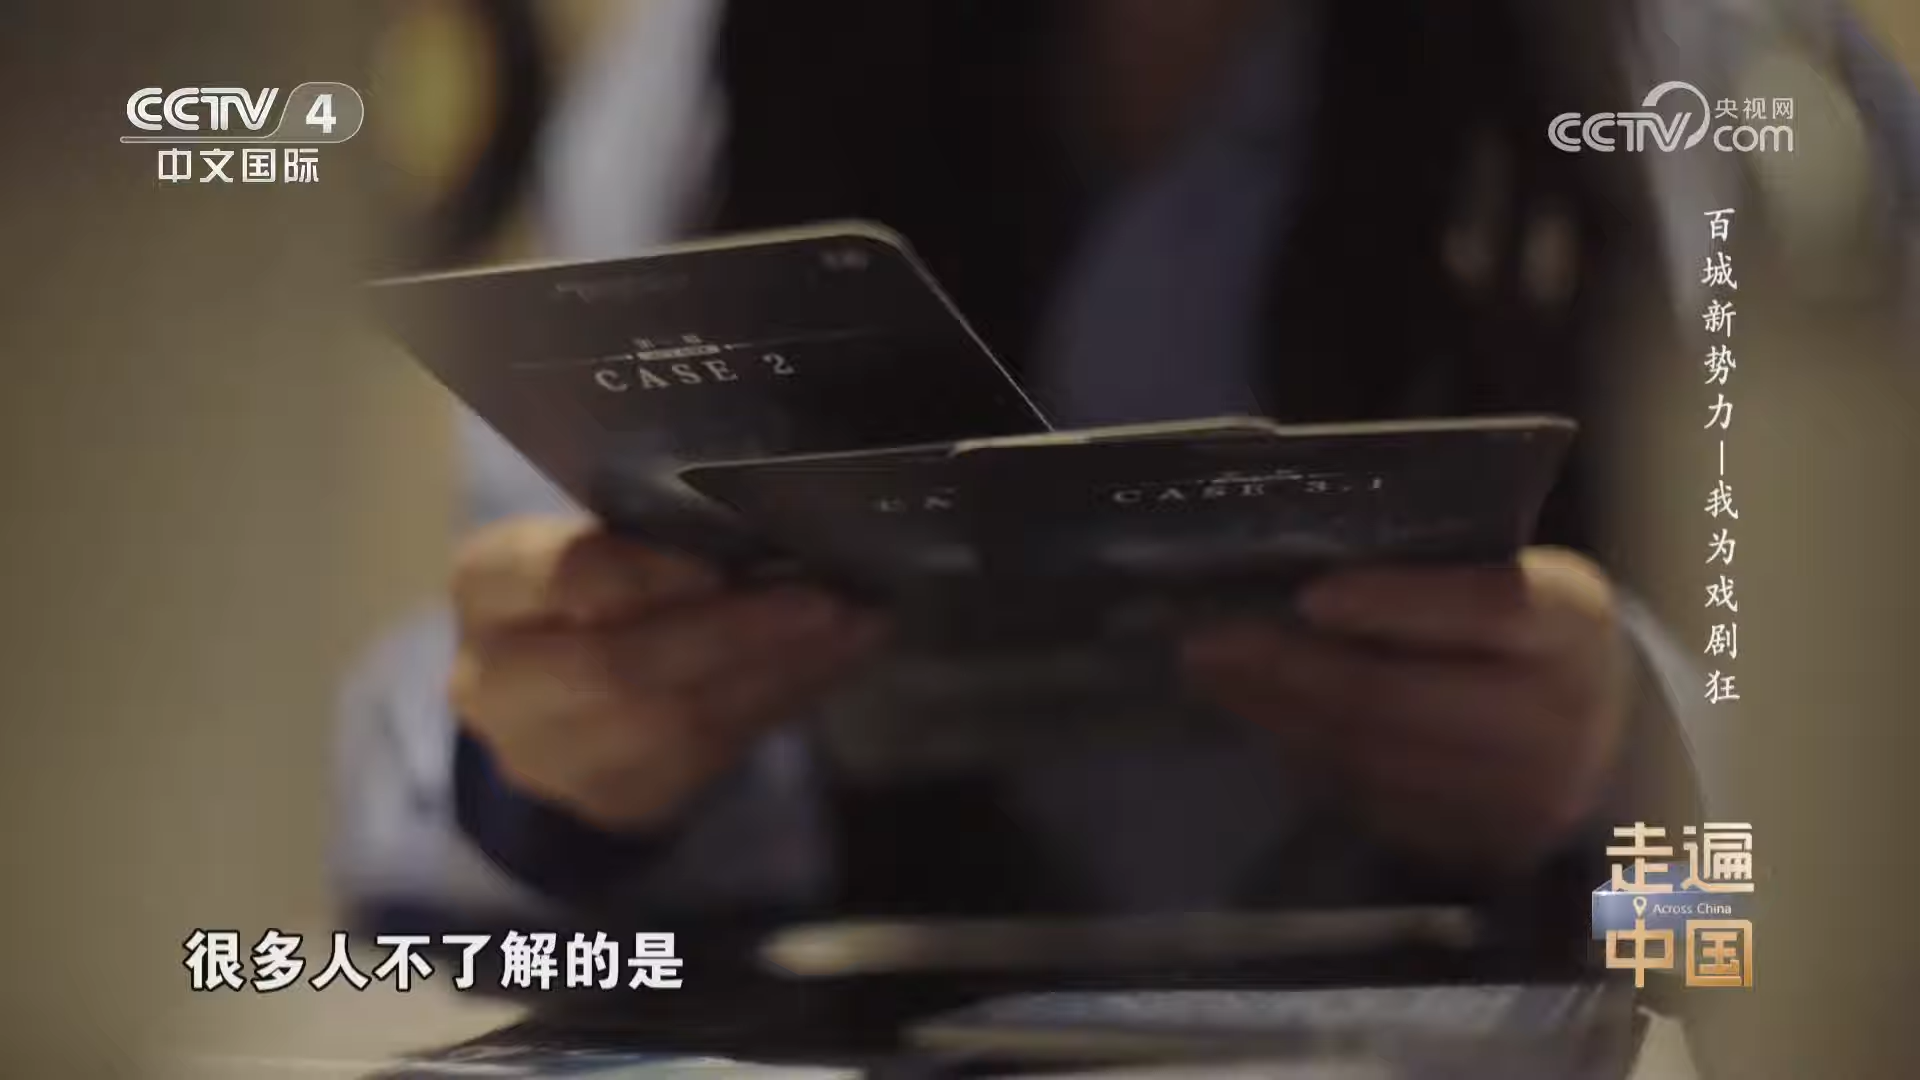 CCTV 4
中文国际
央视网
CCTV com
百城新势力—我为戏剧狂
CASE 2
CASE 3.1
走遍
Across China
中国
很多人不了解的是